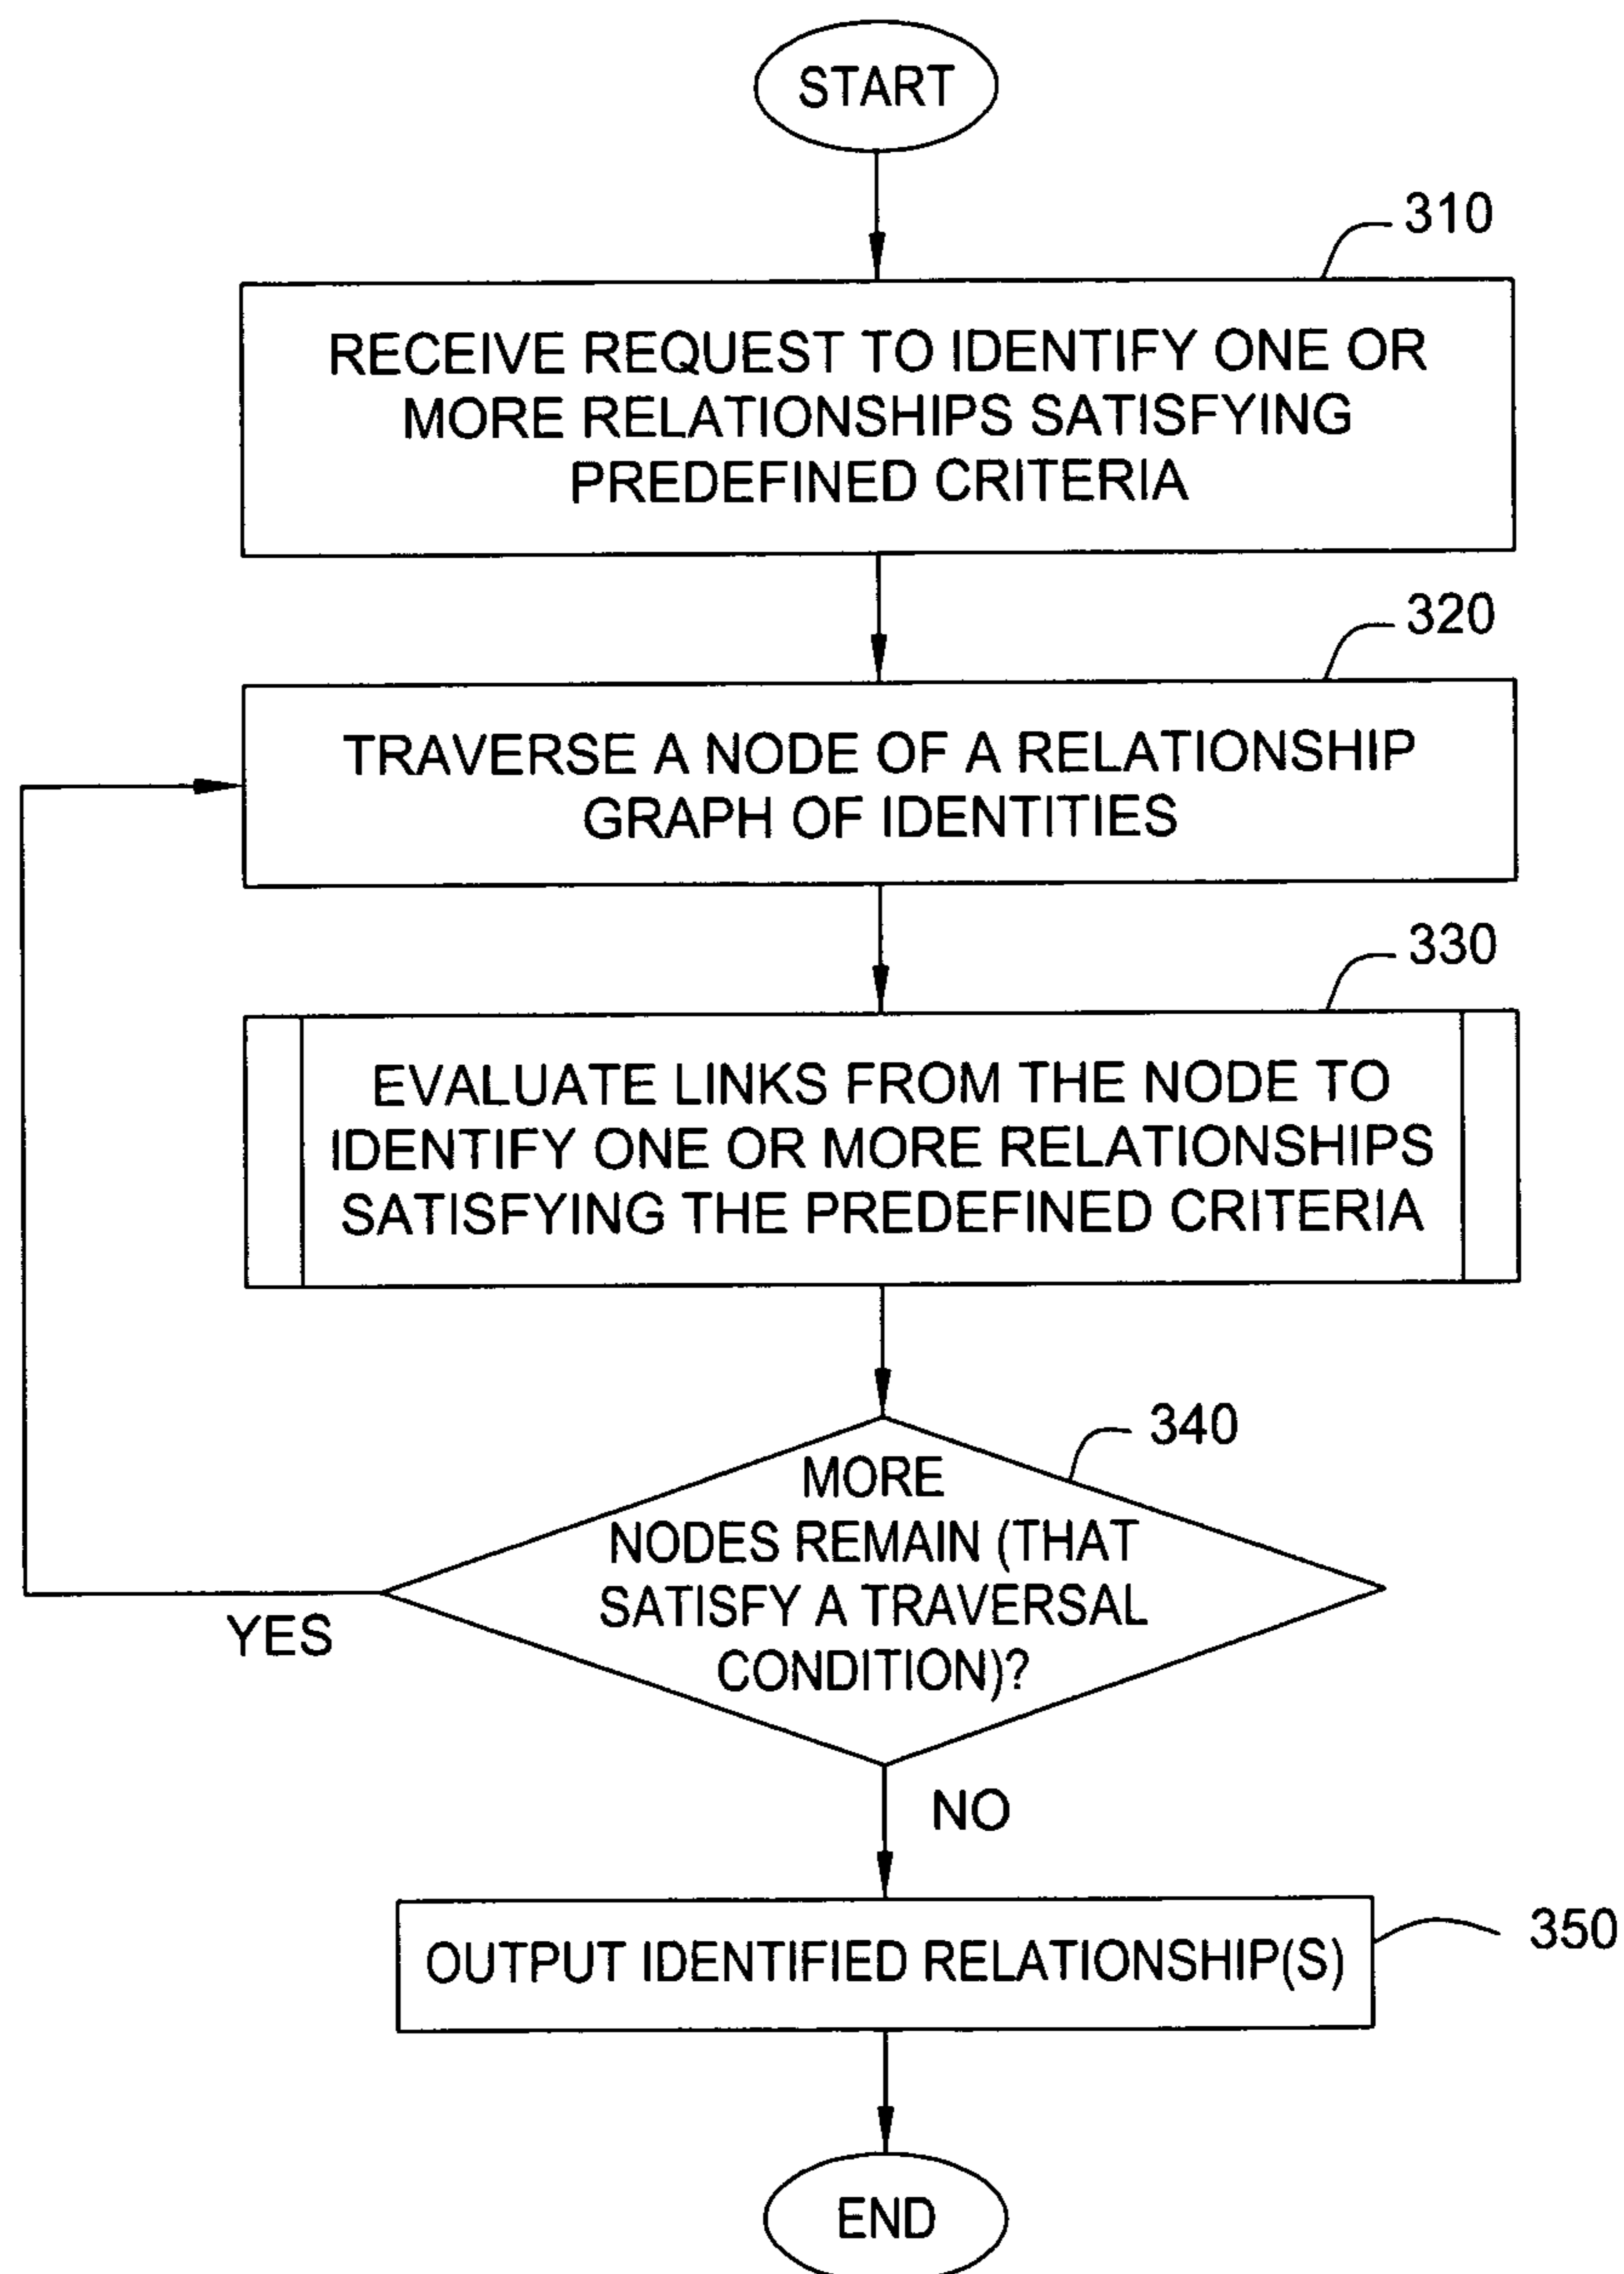 START
310
RECEIVE REQUEST TO IDENTIFY ONE OR
MORE RELATIONSHIPS SATISFYING
PREDEFINED CRITERIA
320
TRAVERSE A NODE OF A RELATIONSHIP
GRAPH OF IDENTITIES
330
EVALUATE LINKS FROM THE NODE TO
IDENTIFY ONE OR MORE RELATIONSHIPS
SATISFYING THE PREDEFINED CRITERIA
340
MORE
NODES REMAIN (THAT
SATISFY A TRAVERSAL
CONDITION)?
YES
NO
350
OUTPUT IDENTIFIED RELATIONSHIP(S)
END